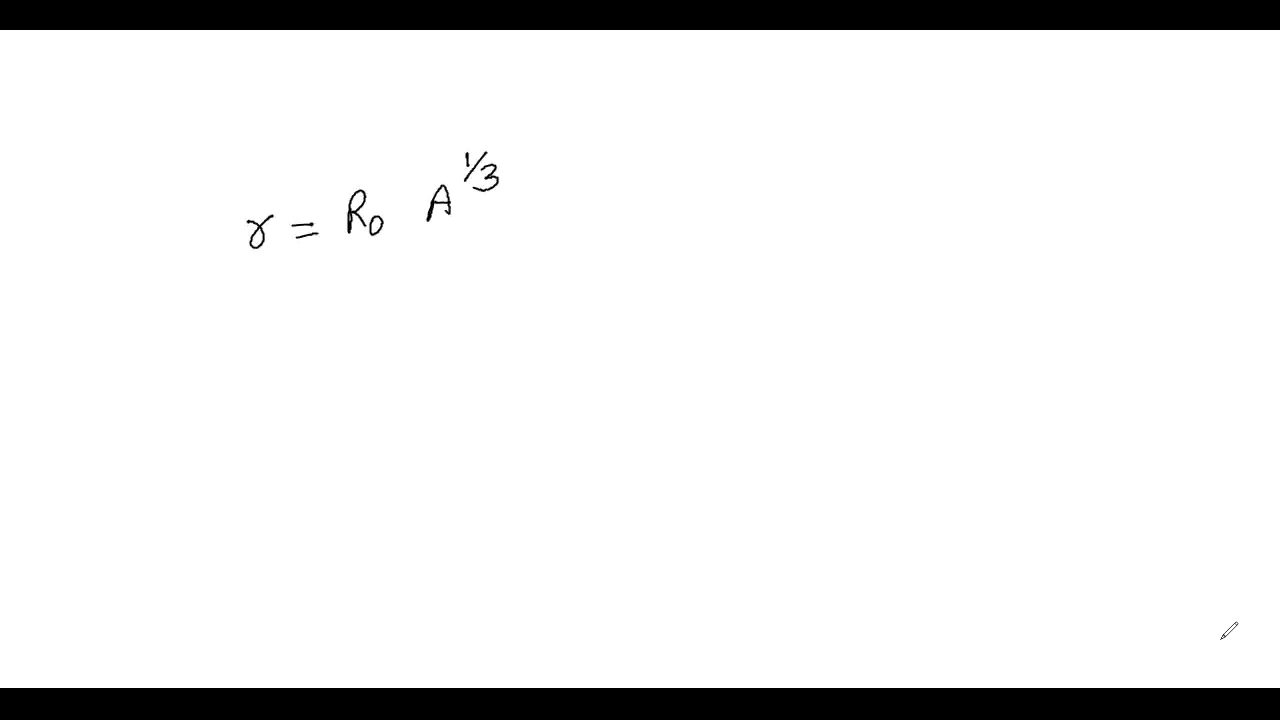 r = R₀ A^{1/3}